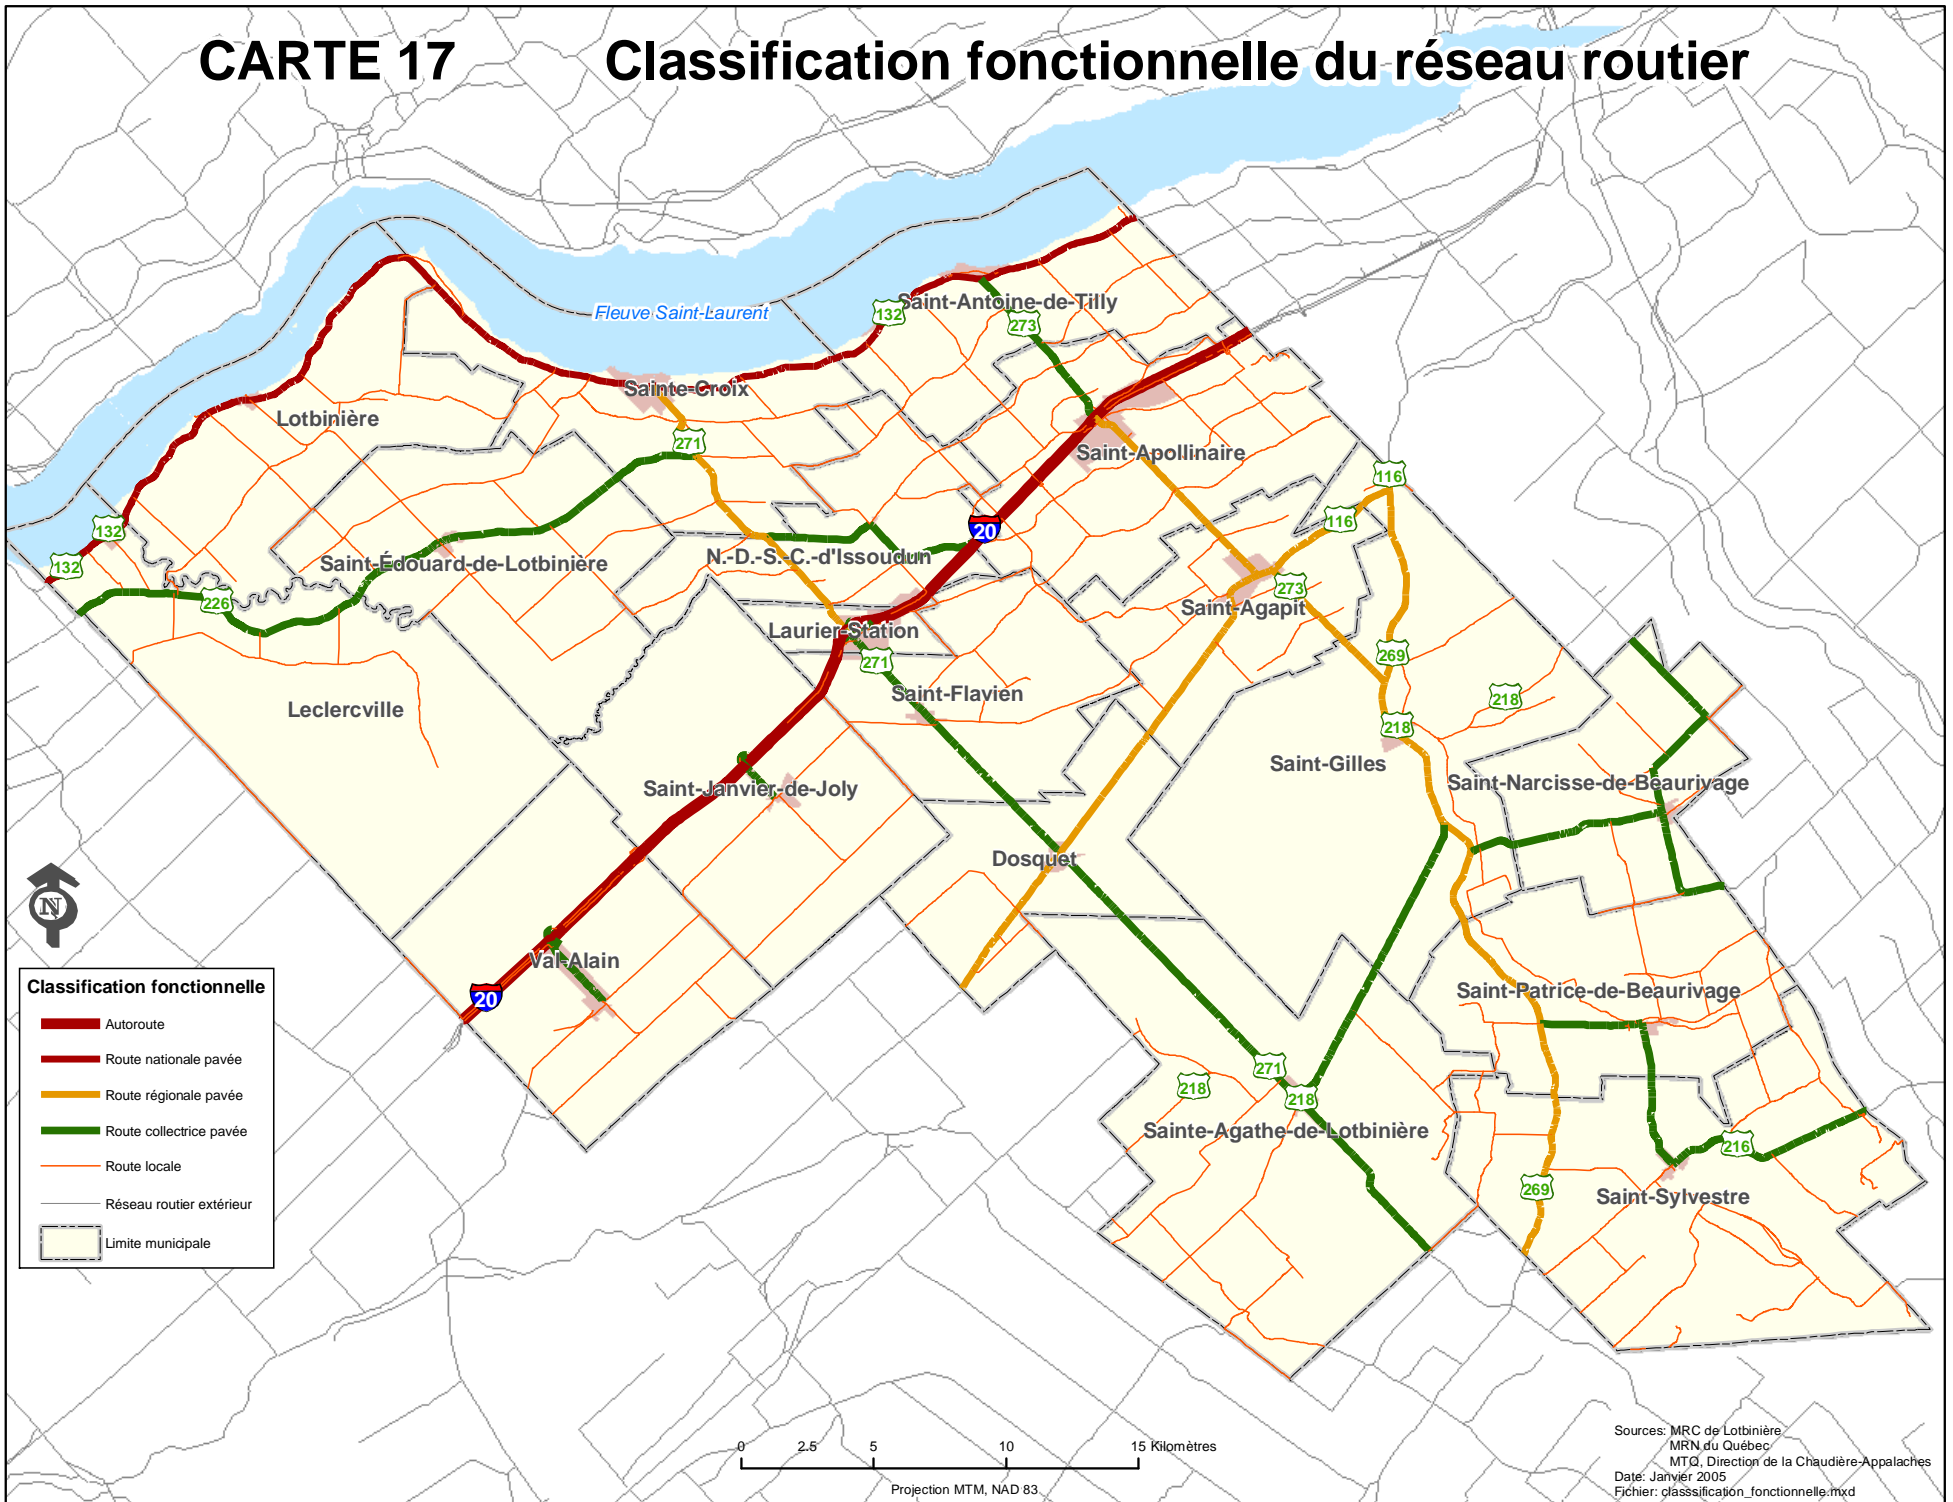 CARTE 17 Classification fonctionnelle du réseau routier
Fleuve Saint-Laurent
132
Saint-Antoine-de-Tilly
273
Sainte-Croix
Lotbinière
271
Saint-Apollinaire
116
116
20
132
132
Saint-Édouard-de-Lotbinière
N.-D.-S.-C.-d'Issoudun
226
273
Saint-Agapit
Laurier-Station
271
269
Saint-Flavien
218
Leclercville
218
Saint-Gilles
Saint-Janvier-de-Joly
Saint-Narcisse-de-Beaurivage
Dosquet
Val-Alain
20
Saint-Patrice-de-Beaurivage
271
218
218
Sainte-Agathe-de-Lotbinière
216
269
Saint-Sylvestre
N
Classification fonctionnelle
Autoroute
Route nationale pavée
Route régionale pavée
Route collectrice pavée
Route locale
Réseau routier extérieur
Limite municipale
0 2.5 5 10 15 Kilomètres
Projection MTM, NAD 83
Sources: MRC de Lotbinière
MRN du Québec
MTQ, Direction de la Chaudière-Appalaches
Date: Janvier 2005
Fichier: classsification_fonctionnelle.mxd